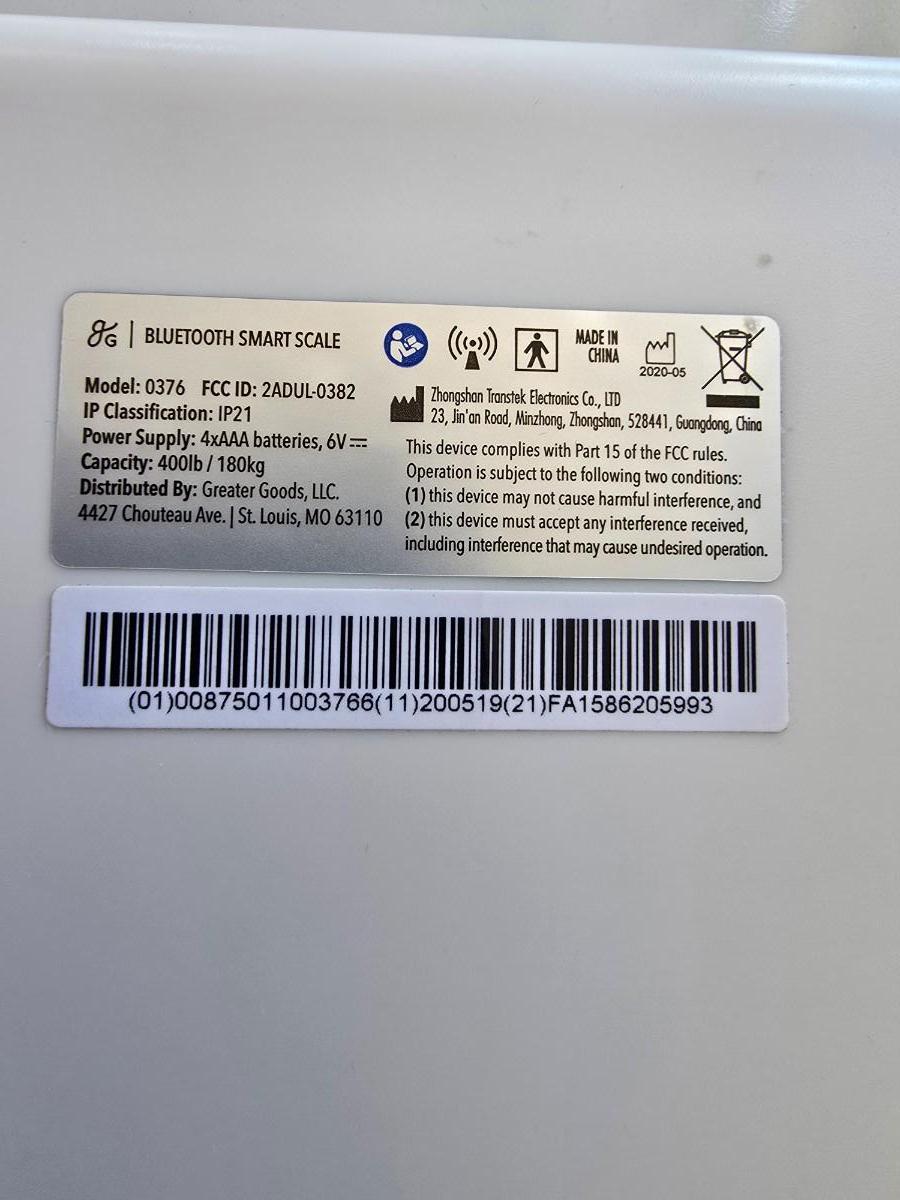 gG | BLUETOOTH SMART SCALE
Model: 0376 FCC ID: 2ADUL-0382
IP Classification: IP21
Power Supply: 4xAAA batteries, 6V
Capacity: 400lb / 180kg
Distributed By: Greater Goods, LLC.
4427 Chouteau Ave. | St. Louis, MO 63110
MADE IN
CHINA
2020-05
Zhongshan Transtek Electronics Co., LTD
23, Jin'an Road, Minzhong, Zhongshan, 528441, Guangdong, China
This device complies with Part 15 of the FCC rules.
Operation is subject to the following two conditions:
(1) this device may not cause harmful interference, and
(2) this device must accept any interference received,
including interference that may cause undesired operation.
(01)00875011003766(11)200519(21)FA1586205993